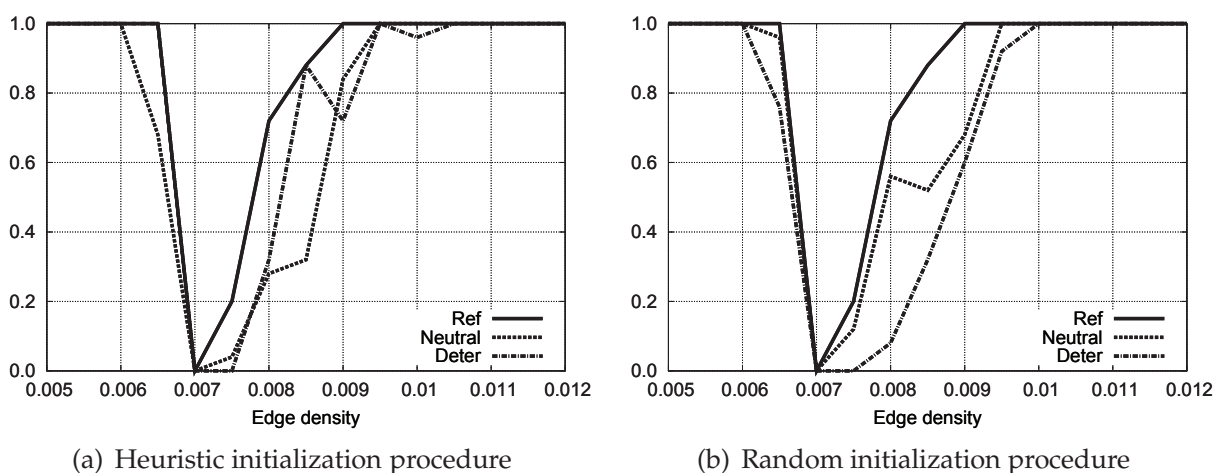 1.0
0.8
0.6
0.4
0.2
0.0
0.005 0.006 0.007 0.008 0.009 0.01 0.011 0.012
Edge density
Ref
Neutral
Deter
(a) Heuristic initialization procedure
1.0
0.8
0.6
0.4
0.2
0.0
0.005 0.006 0.007 0.008 0.009 0.01 0.011 0.012
Edge density
Ref
Neutral
Deter
(b) Random initialization procedure